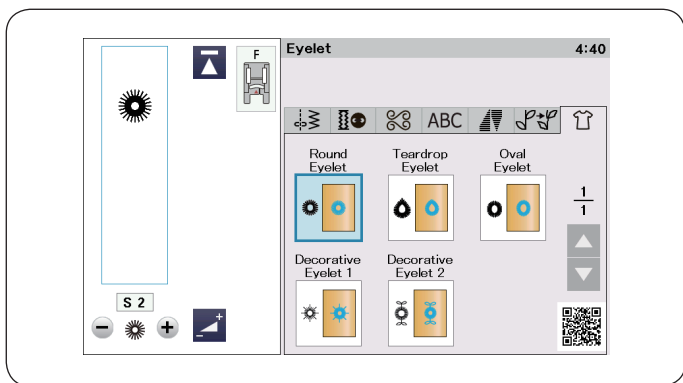 F
Eyelet 4:40
ABC
Round Teardrop Oval
Eyelet Eyelet Eyelet
1
1
Decorative Decorative
Eyelet 1 Eyelet 2
S 2